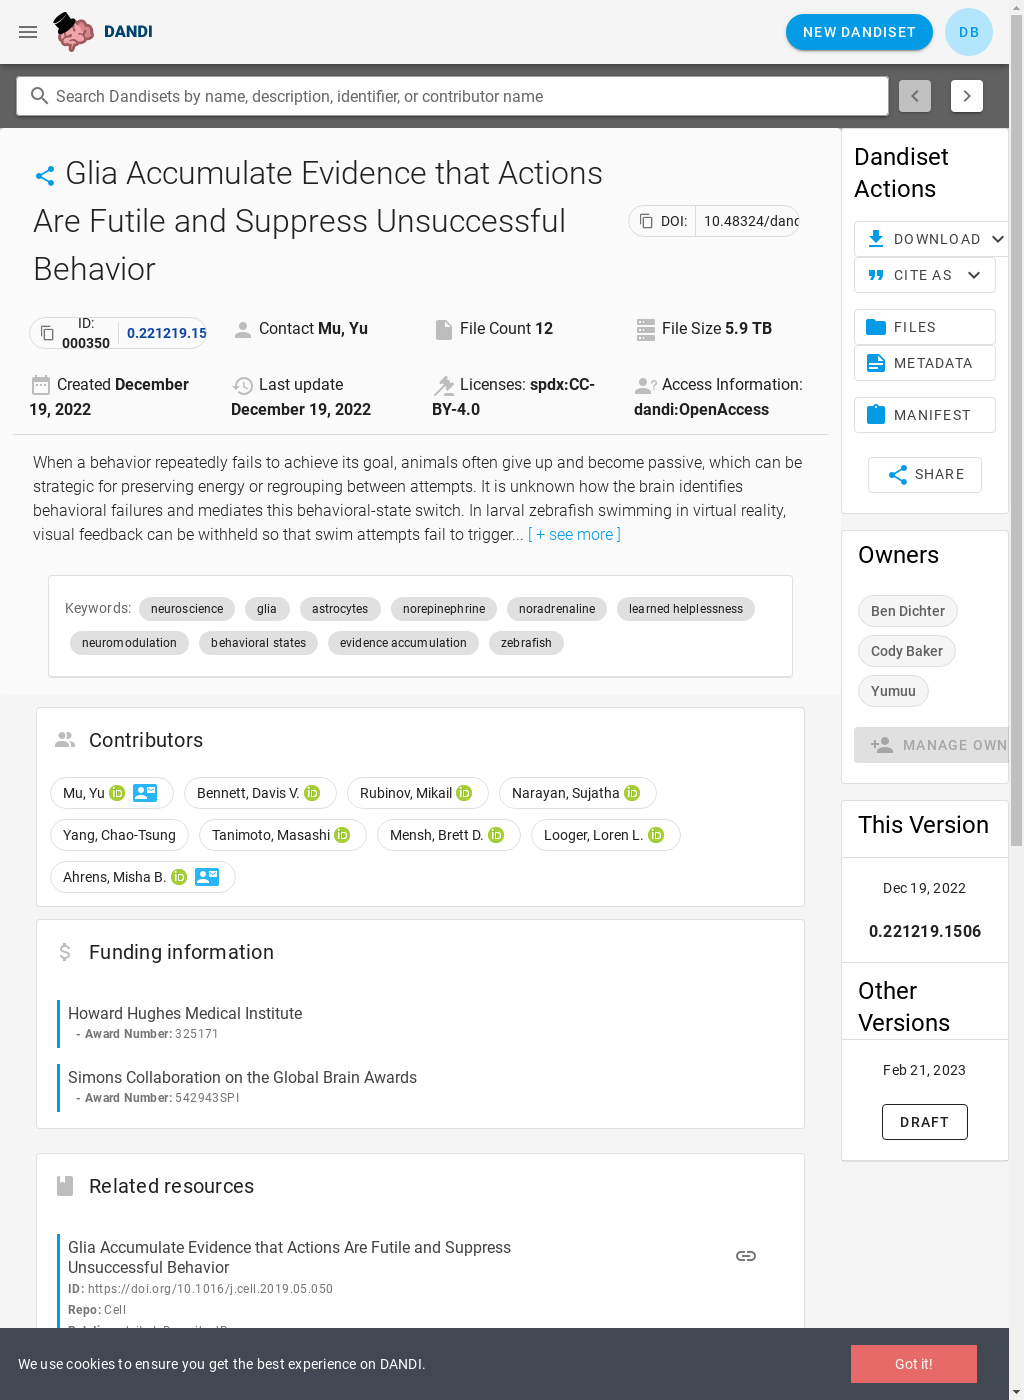 DANDI
NEW DANDISET
DB
Search Dandisets by name, description, identifier, or contributor name
Glia Accumulate Evidence that Actions
Are Futile and Suppress Unsuccessful
Behavior
DOI: 10.48324/dand
ID:
000350
0.221219.15
Contact Mu, Yu
File Count 12
File Size 5.9 TB
Created December
19, 2022
Last update
December 19, 2022
Licenses: spdx:CC-
BY-4.0
Access Information:
dandi:OpenAccess
When a behavior repeatedly fails to achieve its goal, animals often give up and become passive, which can be
strategic for preserving energy or regrouping between attempts. It is unknown how the brain identifies
behavioral failures and mediates this behavioral-state switch. In larval zebrafish swimming in virtual reality,
visual feedback can be withheld so that swim attempts fail to trigger... [ + see more ]
Keywords: neuroscience glia astrocytes norepinephrine noradrenaline learned helplessness
neuromodulation behavioral states evidence accumulation zebrafish
Contributors
Mu, Yu Bennett, Davis V. Rubinov, Mikail Narayan, Sujatha
Yang, Chao-Tsung Tanimoto, Masashi Mensh, Brett D. Looger, Loren L.
Ahrens, Misha B.
Funding information
Howard Hughes Medical Institute
- Award Number: 325171
Simons Collaboration on the Global Brain Awards
- Award Number: 542943SPI
Related resources
Glia Accumulate Evidence that Actions Are Futile and Suppress
Unsuccessful Behavior
ID: https://doi.org/10.1016/j.cell.2019.05.050
Repo: Cell
Dandiset
Actions
DOWNLOAD
CITE AS
FILES
METADATA
MANIFEST
SHARE
Owners
Ben Dichter
Cody Baker
Yumuu
MANAGE OWN
This Version
Dec 19, 2022
0.221219.1506
Other
Versions
Feb 21, 2023
DRAFT
We use cookies to ensure you get the best experience on DANDI.
Got it!